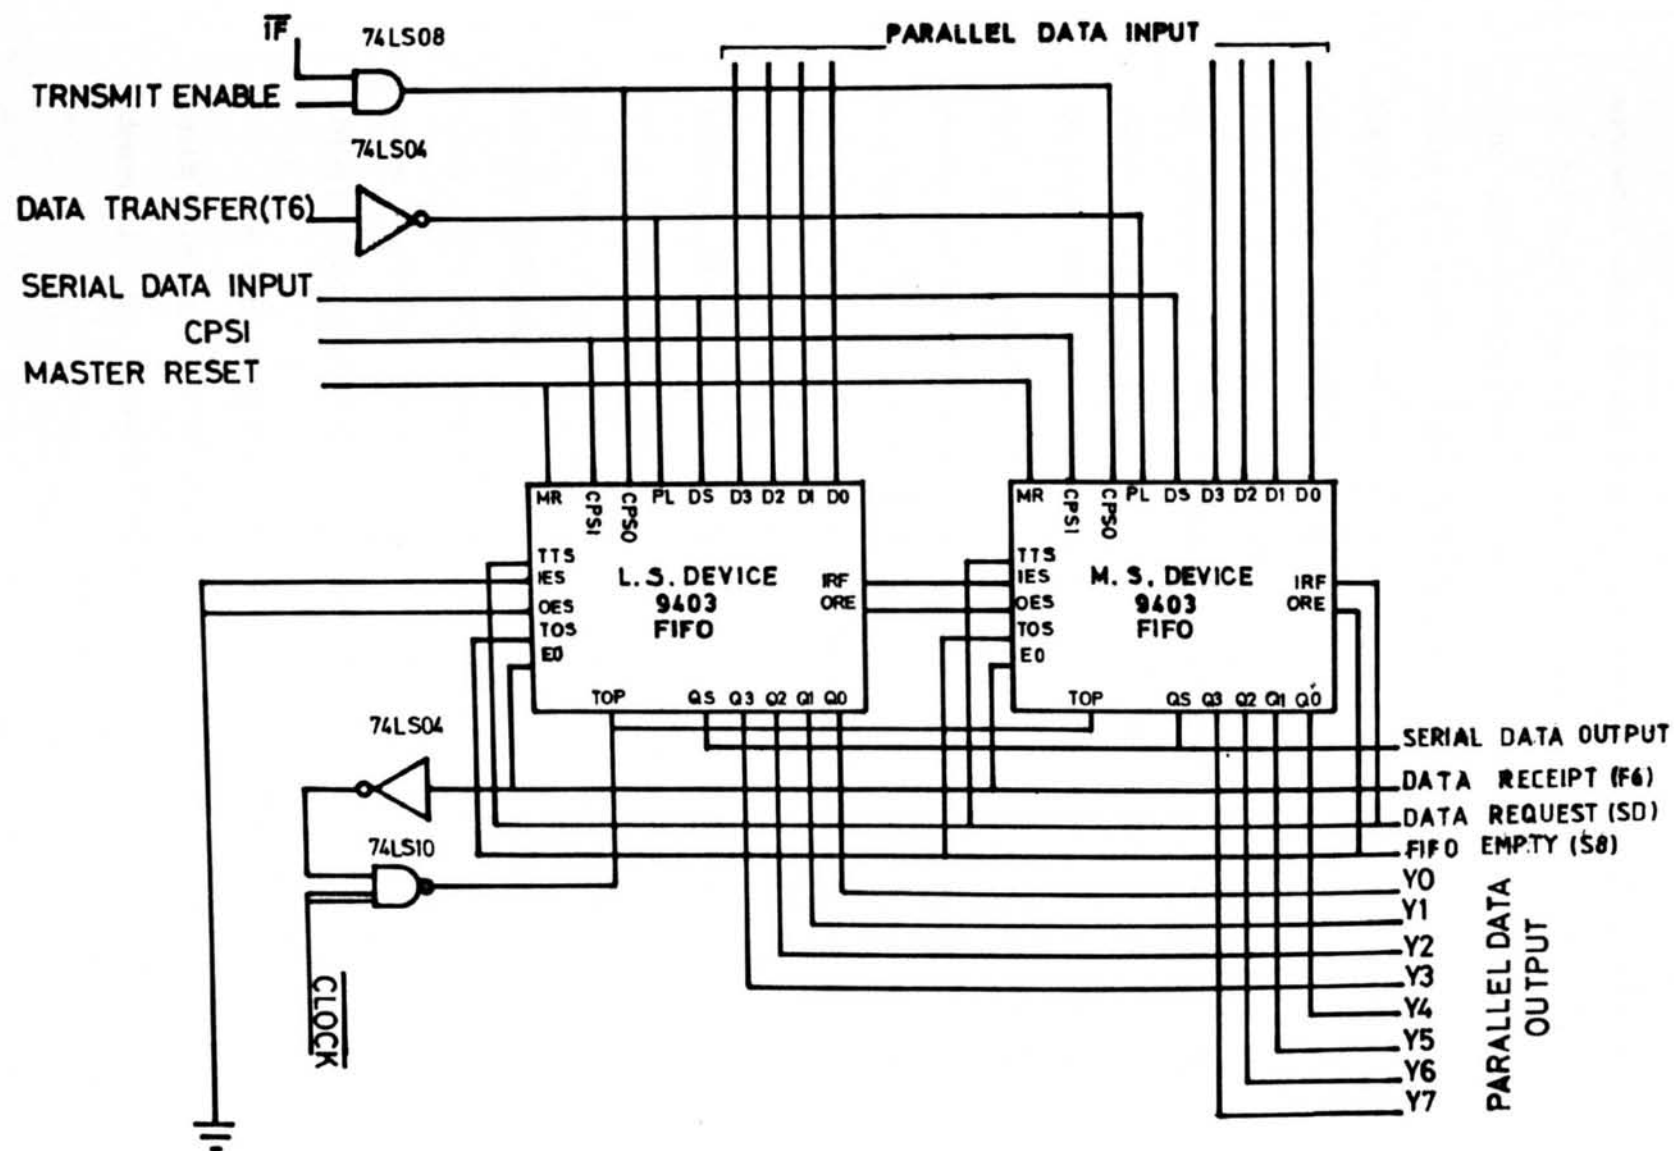 IF
74LS08
PARALLEL DATA INPUT
TRNSMIT ENABLE
74LS04
DATA TRANSFER(T6)
SERIAL DATA INPUT
CPSI
MASTER RESET
MR CPSI CPSO PL DS D3 D2 D1 D0
MR CPSI CPSO PL DS D3 D2 D1 D0
TTS
IES
OES
TOS
EO
L.S. DEVICE
9403
FIFO
IRF
ORE
TTS
IES
OES
TOS
EO
M.S. DEVICE
9403
FIFO
IRF
ORE
TOP QS Q3 Q2 Q1 Q0
TOP QS Q3 Q2 Q1 Q0
74LS04
SERIAL DATA OUTPUT
DATA RECEIPT (F6)
DATA REQUEST (SD)
74LS10
FIFO EMPTY (S8)
Y0
Y1
Y2
Y3
Y4
Y5
Y6
Y7
PARALLEL DATA
OUTPUT
CLOCK